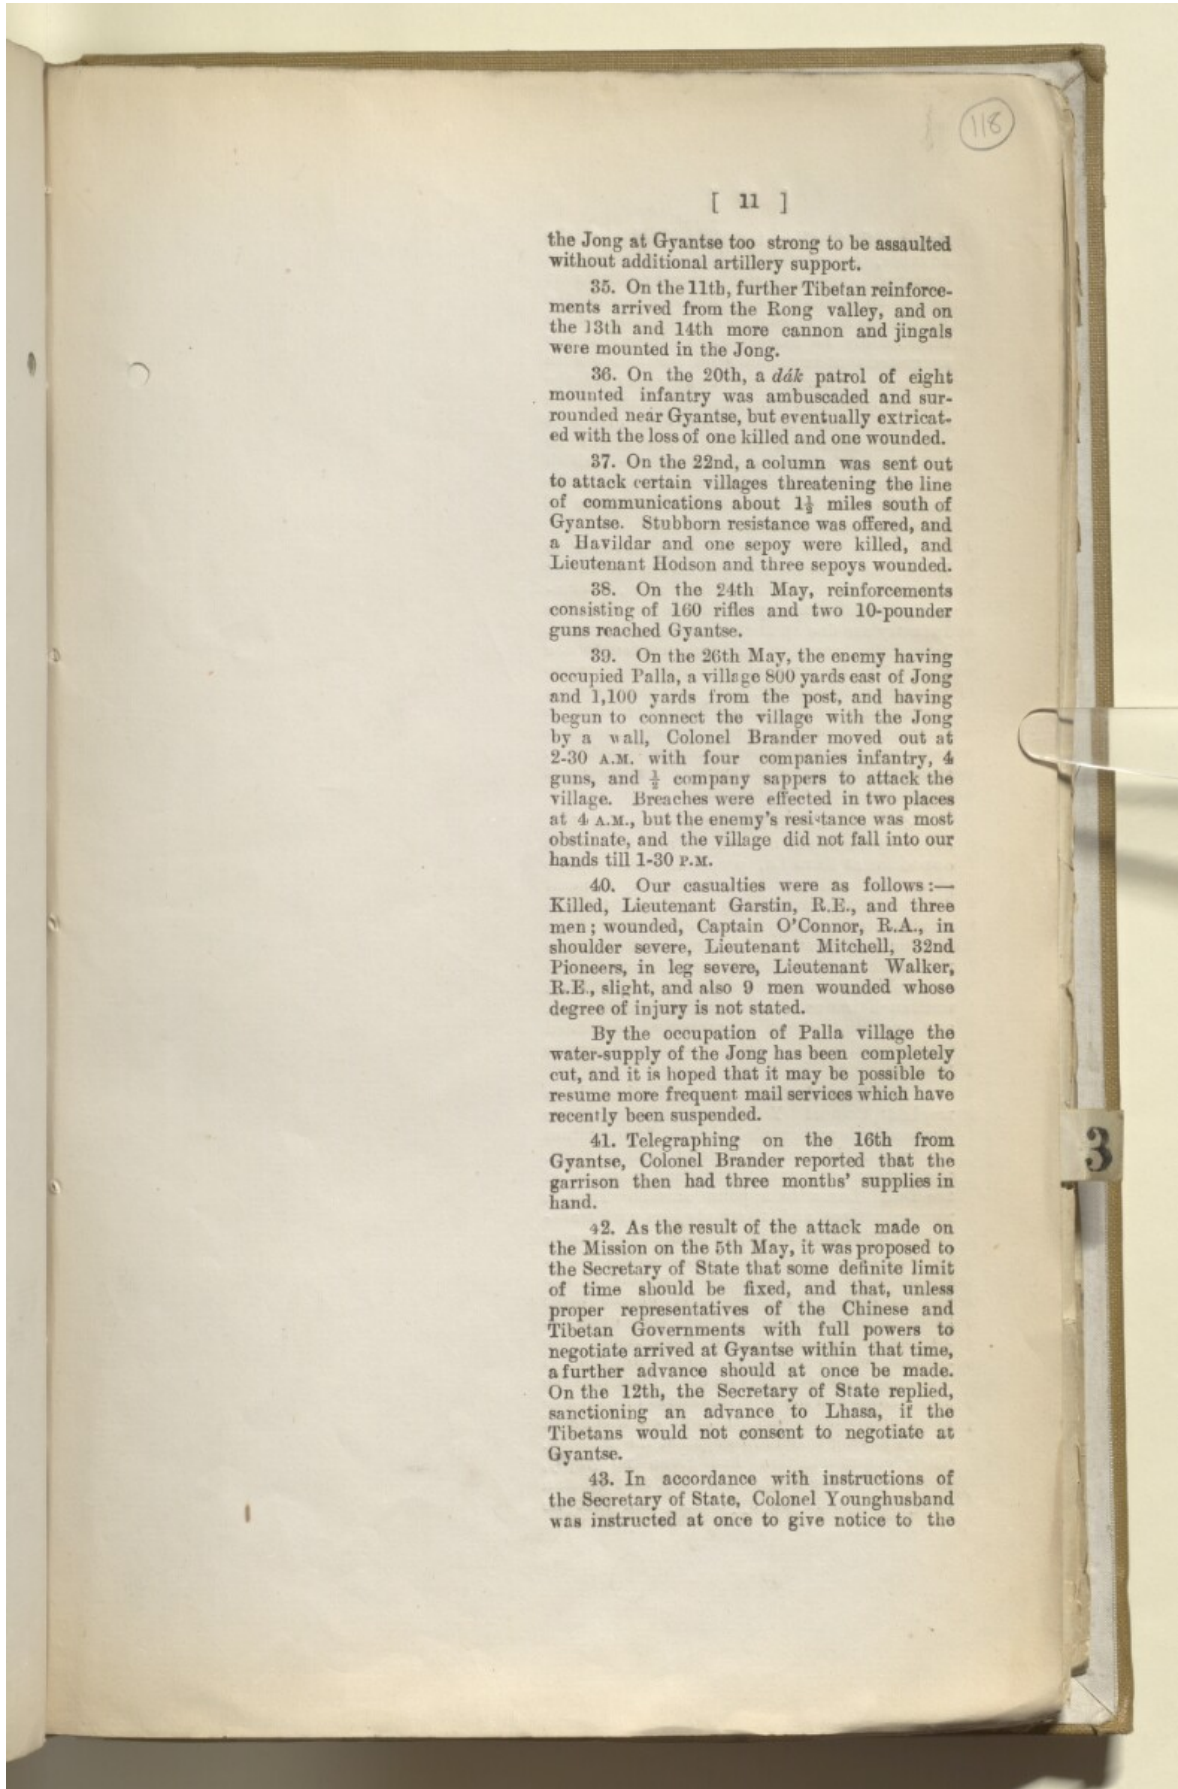 118
[ 11 ]
the Jong at Gyantse too strong to be assaulted
without additional artillery support.
35. On the 11th, further Tibetan reinforce-
ments arrived from the Rong valley, and on
the 13th and 14th more cannon and jingals
were mounted in the Jong.
36. On the 20th, a dák patrol of eight
mounted infantry was ambuscaded and sur-
rounded near Gyantse, but eventually extricat-
ed with the loss of one killed and one wounded.
37. On the 22nd, a column was sent out
to attack certain villages threatening the line
of communications about 1½ miles south of
Gyantse. Stubborn resistance was offered, and
a Havildar and one sepoy were killed, and
Lieutenant Hodson and three sepoys wounded.
38. On the 24th May, reinforcements
consisting of 160 rifles and two 10-pounder
guns reached Gyantse.
39. On the 26th May, the enemy having
occupied Palla, a village 800 yards east of Jong
and 1,100 yards from the post, and having
begun to connect the village with the Jong
by a wall, Colonel Brander moved out at
2-30 A.M. with four companies infantry, 4
guns, and ½ company sappers to attack the
village. Breaches were effected in two places
at 4 A.M., but the enemy's resistance was most
obstinate, and the village did not fall into our
hands till 1-30 P.M.
40. Our casualties were as follows:—
Killed, Lieutenant Garstin, R.E., and three
men; wounded, Captain O'Connor, R.A., in
shoulder severe, Lieutenant Mitchell, 32nd
Pioneers, in leg severe, Lieutenant Walker,
R.E., slight, and also 9 men wounded whose
degree of injury is not stated.
By the occupation of Palla village the
water-supply of the Jong has been completely
cut, and it is hoped that it may be possible to
resume more frequent mail services which have
recently been suspended.
41. Telegraphing on the 16th from
Gyantse, Colonel Brander reported that the
garrison then had three months' supplies in
hand.
42. As the result of the attack made on
the Mission on the 5th May, it was proposed to
the Secretary of State that some definite limit
of time should be fixed, and that, unless
proper representatives of the Chinese and
Tibetan Governments with full powers to
negotiate arrived at Gyantse within that time,
a further advance should at once be made.
On the 12th, the Secretary of State replied,
sanctioning an advance to Lhasa, if the
Tibetans would not consent to negotiate at
Gyantse.
43. In accordance with instructions of
the Secretary of State, Colonel Younghusband
was instructed at once to give notice to the
3